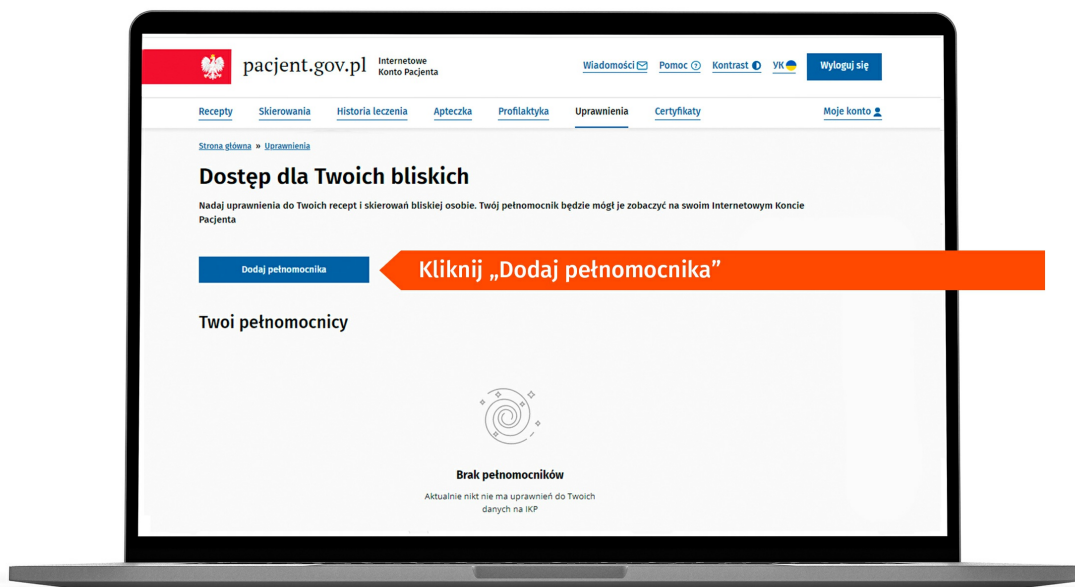 pacjent.gov.pl
Internetowe
Konto Pacjenta
Wiadomości Pomoc Kontrast УК Wyloguj się
Recepty Skierowania Historia leczenia Apteczka Profilaktyka Uprawnienia Certyfikaty Moje konto
Strona główna » Uprawnienia
Dostęp dla Twoich bliskich
Nadaj uprawnienia do Twoich recept i skierowań bliskiej osobie. Twój pełnomocnik będzie mógł je zobaczyć na swoim Internetowym Koncie
Pacjenta
Dodaj pełnomocnika
Kliknij „Dodaj pełnomocnika”
Twoi pełnomocnicy
Brak pełnomocników
Aktualnie nikt nie ma uprawnień do Twoich
danych na IKP